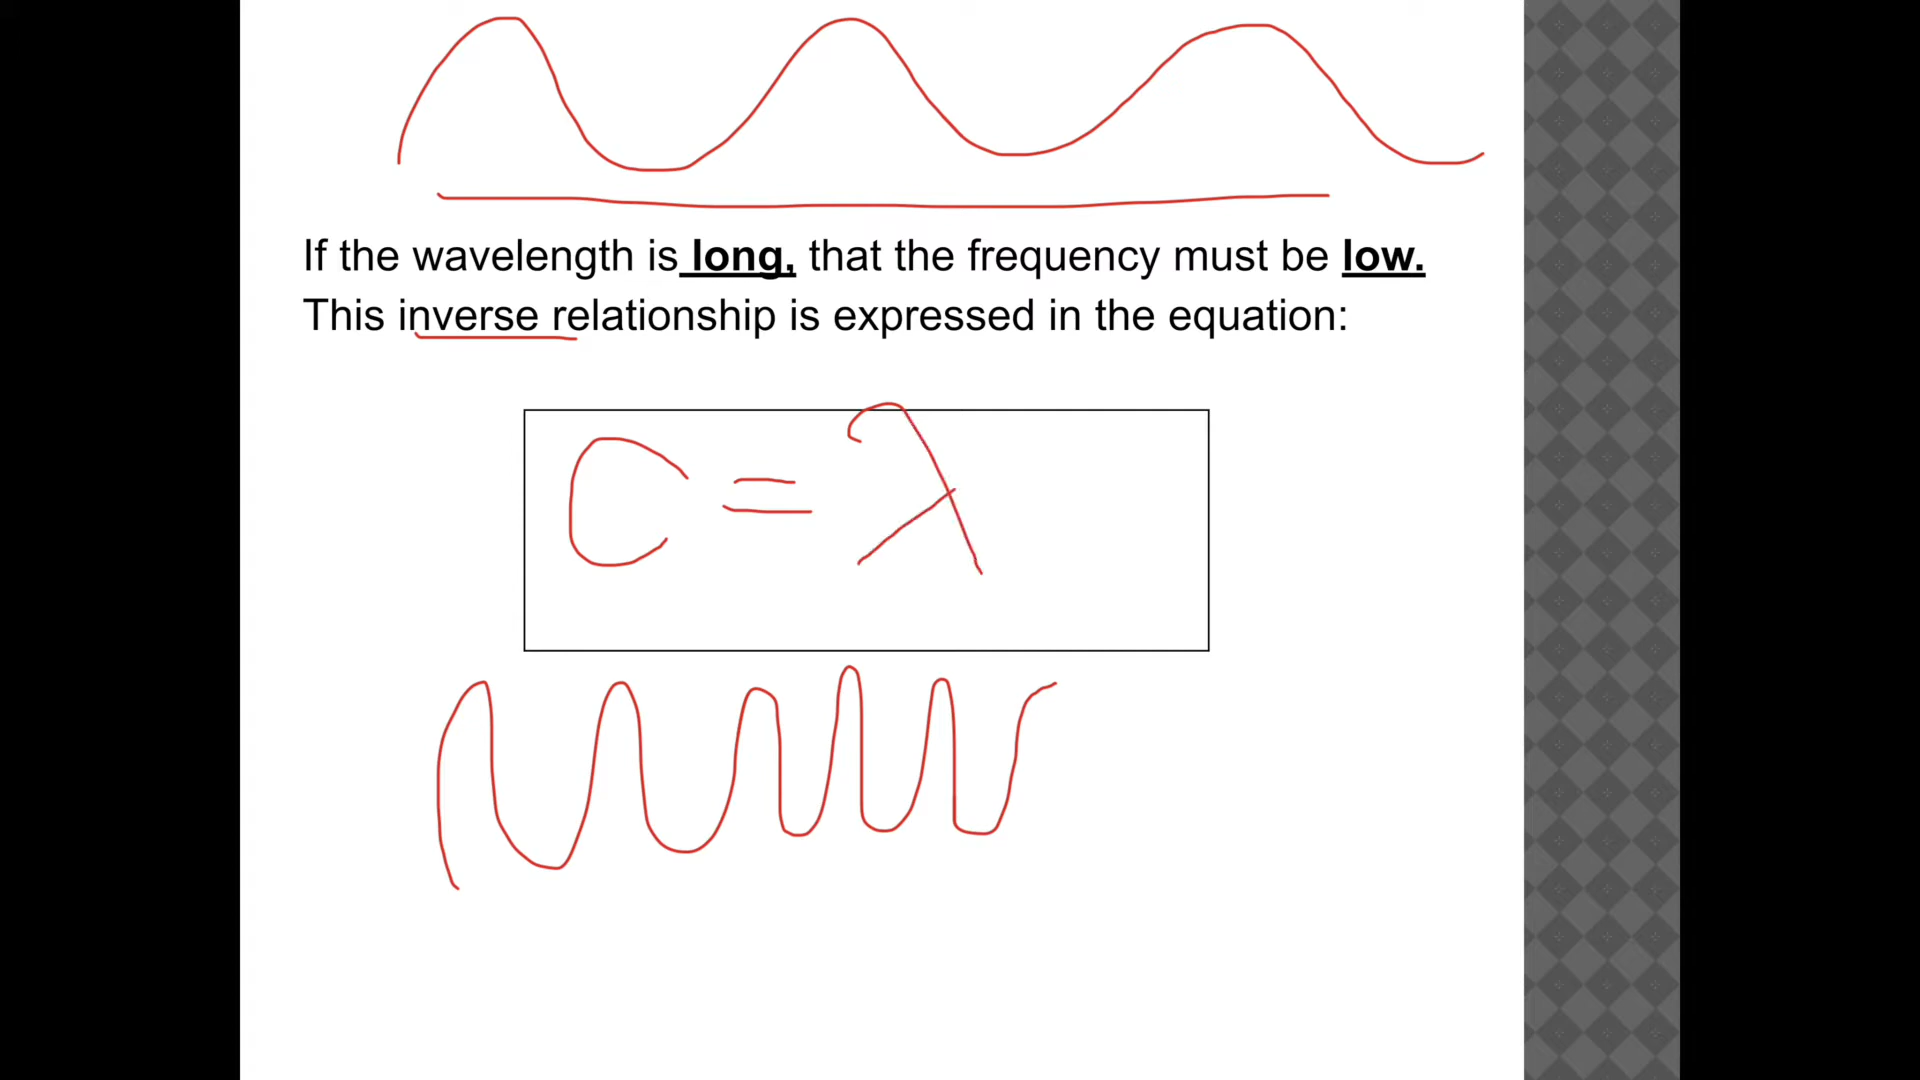 If the wavelength is long, that the frequency must be low.
This inverse relationship is expressed in the equation:
C = λ